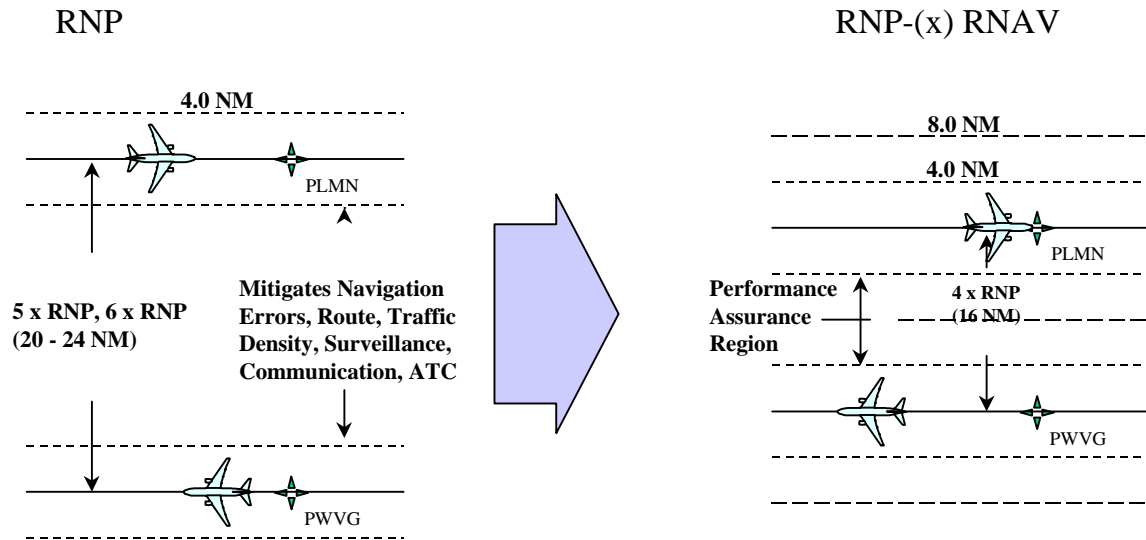 RNP
4.0 NM
PLMN
5 x RNP, 6 x RNP
(20 - 24 NM)
Mitigates Navigation
Errors, Route, Traffic
Density, Surveillance,
Communication, ATC
PWVG
RNP-(x) RNAV
8.0 NM
4.0 NM
PLMN
Performance
Assurance
Region
4 x RNP
(16 NM)
PWVG